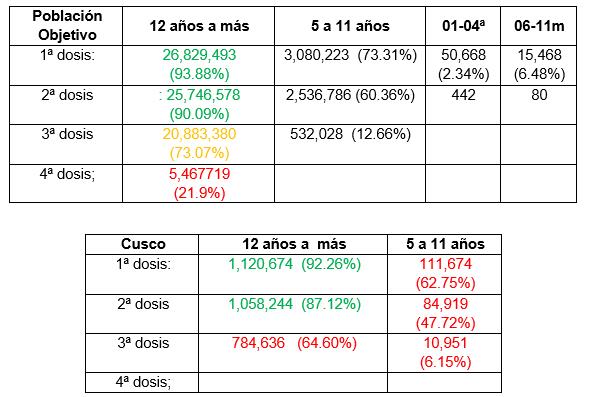 Población Objetivo 12 años a más 5 a 11 años 01-04ª 06-11m
1ª dosis: 26,829,493 (93.88%) 3,080,223 (73.31%) 50,668 (2.34%) 15,468 (6.48%)
2ª dosis : 25,746,578 (90.09%) 2,536,786 (60.36%) 442 80
3ª dosis 20,883,380 (73.07%) 532,028 (12.66%)
4ª dosis; 5,467719 (21.9%)
Cusco 12 años a más 5 a 11 años
1ª dosis: 1,120,674 (92.26%) 111,674 (62.75%)
2ª dosis 1,058,244 (87.12%) 84,919 (47.72%)
3ª dosis 784,636 (64.60%) 10,951 (6.15%)
4ª dosis;